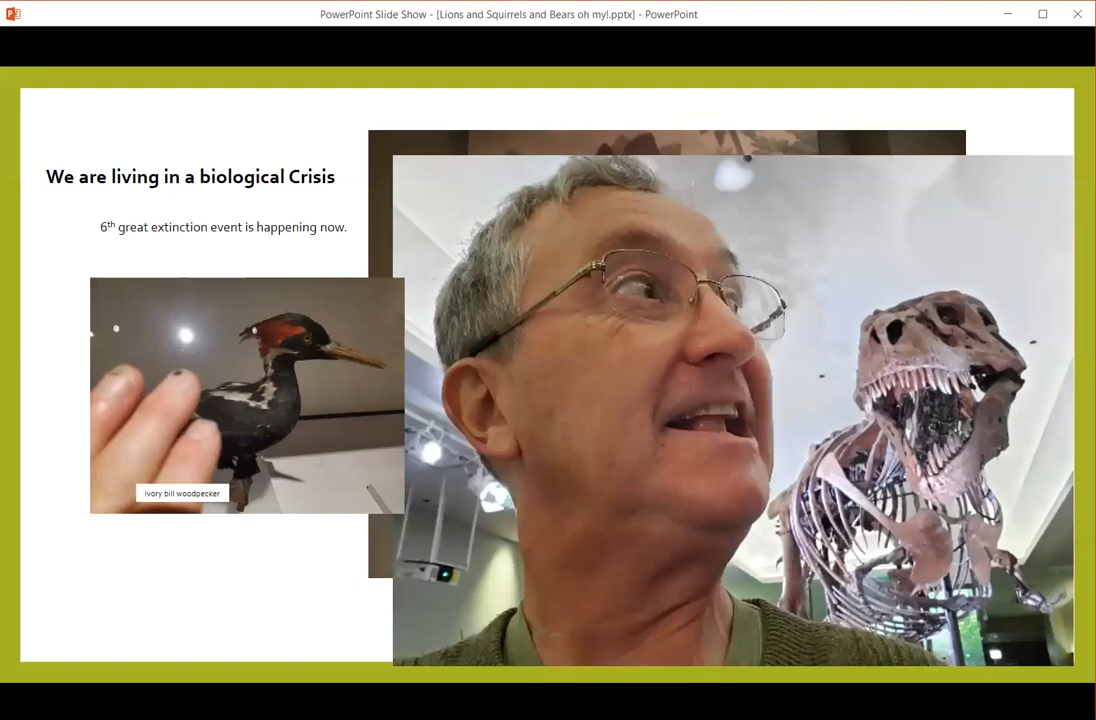 PowerPoint Slide Show - [Lions and Squirrels and Bears oh my!.pptx] - PowerPoint
We are living in a biological Crisis
6th great extinction event is happening now.
Ivory bill woodpecker